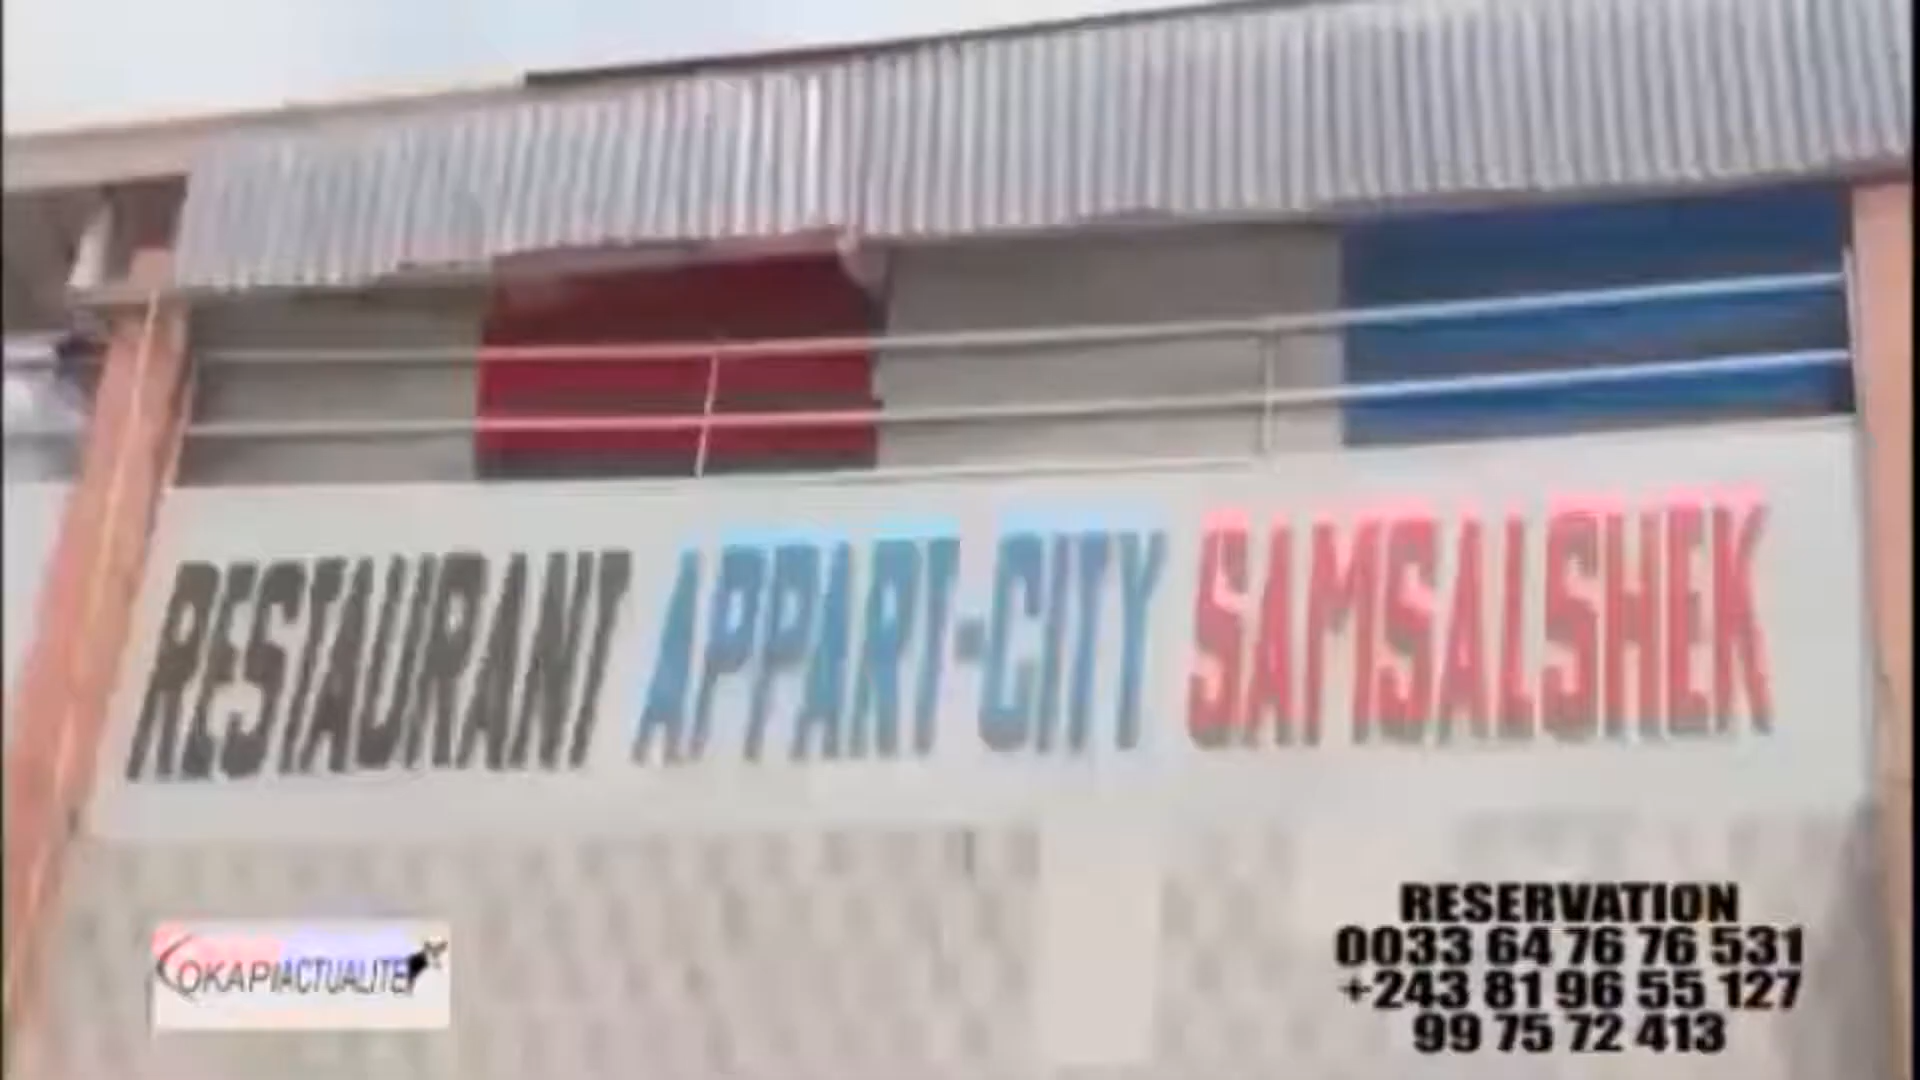 RESTAURANT APPART-CITY SAMSALSHEK
OKAPIACTUALITE
RESERVATION
0033 64 76 76 531
+243 81 96 55 127
99 75 72 413